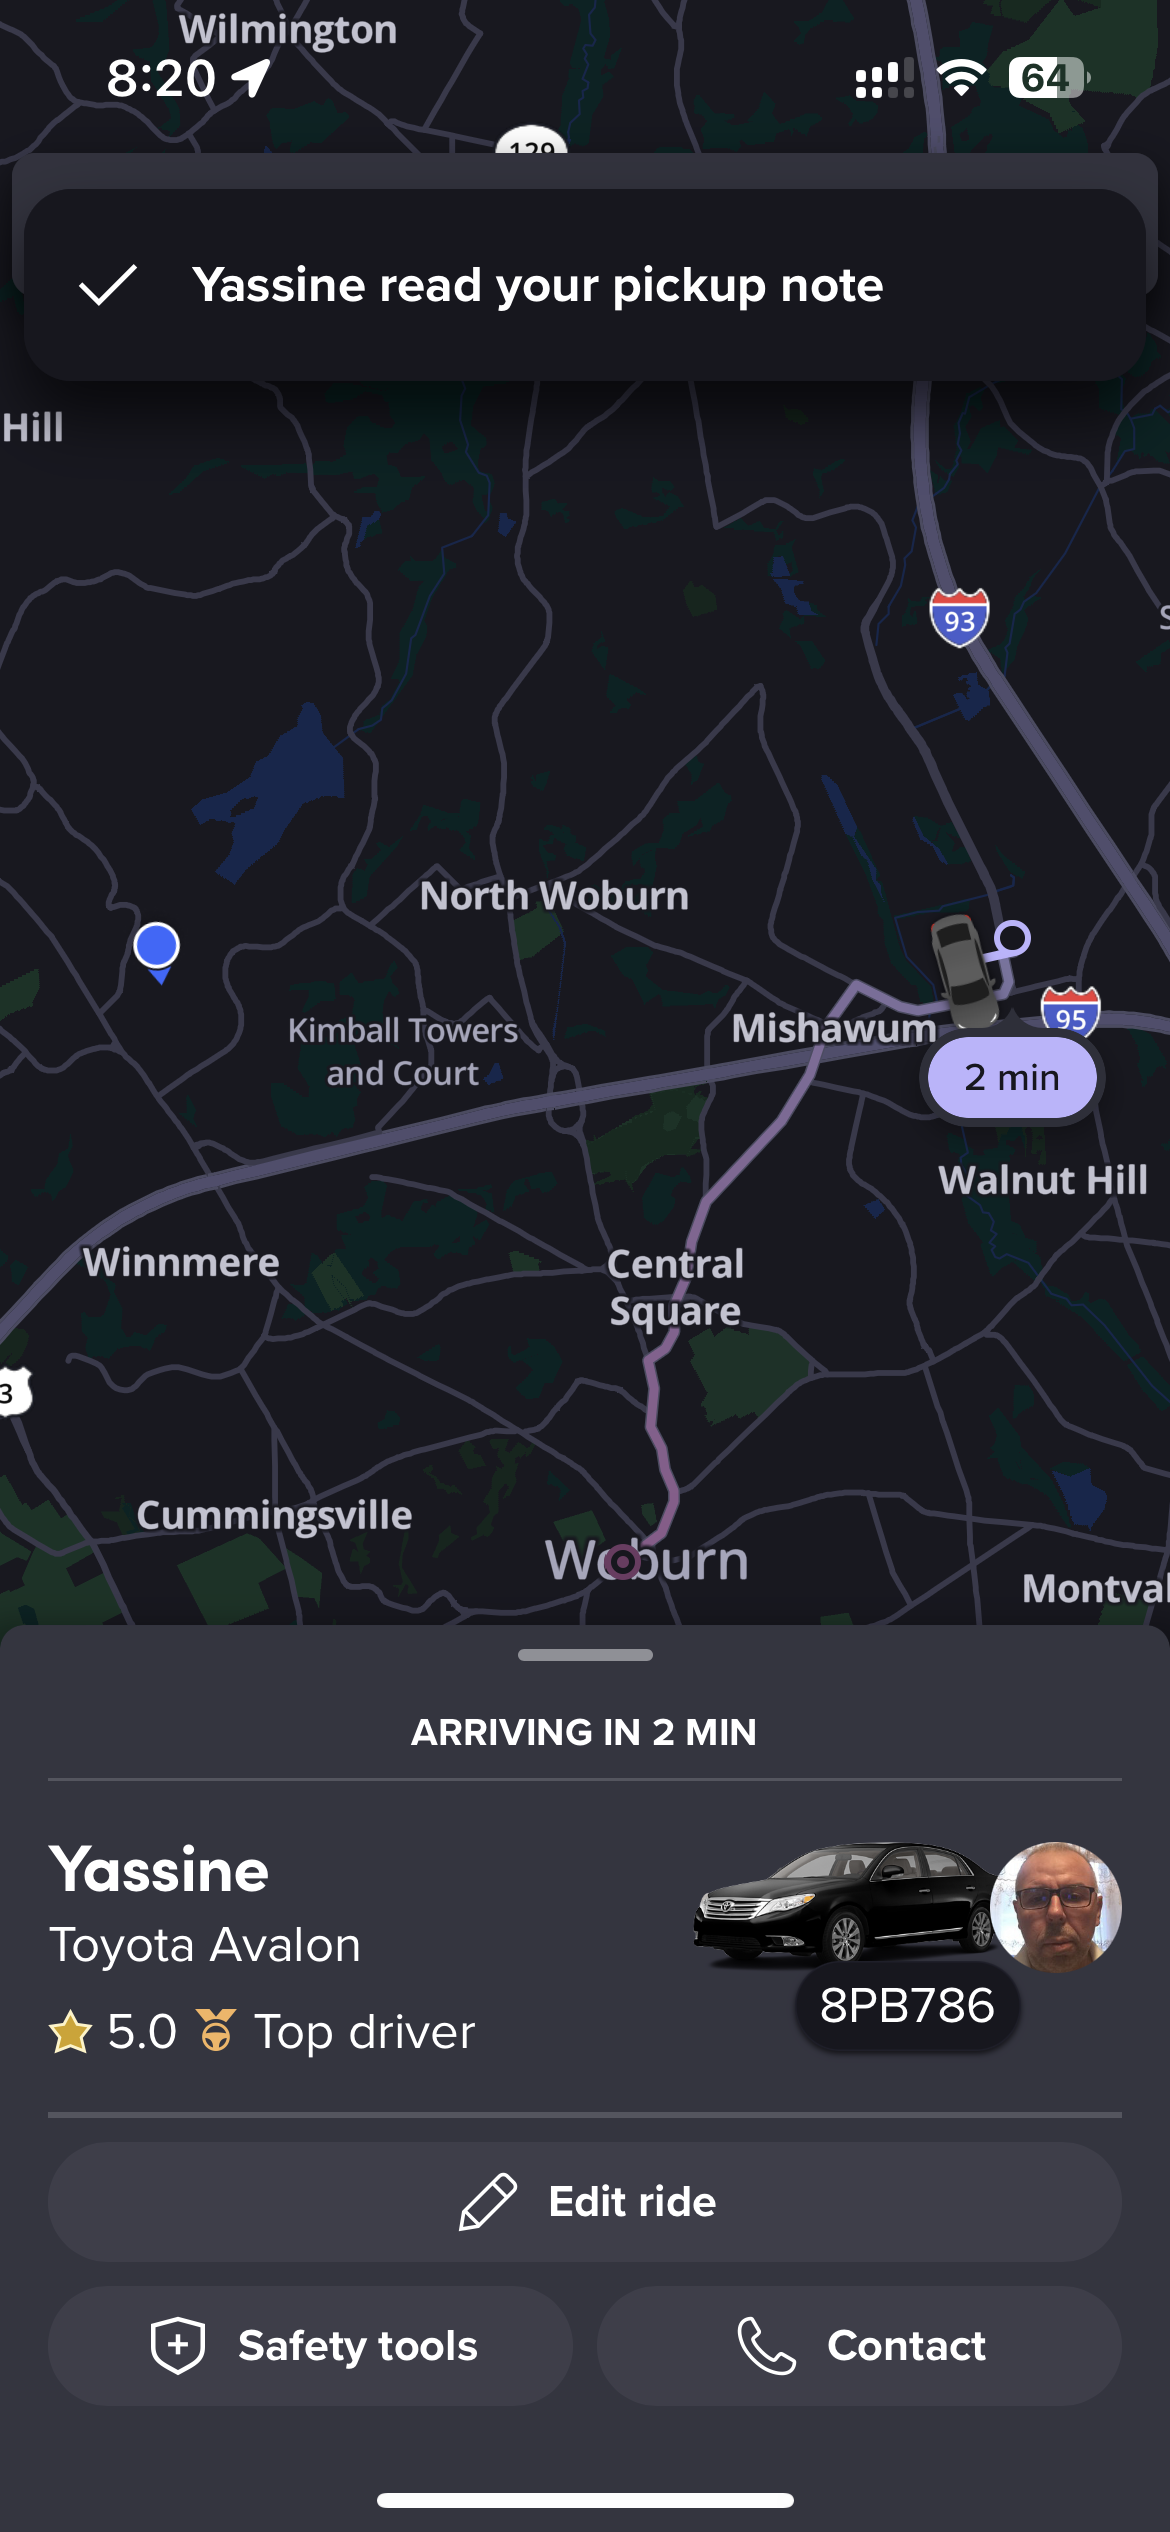 Wilmington
8:20
64
129
Yassine read your pickup note
Hill
93
North Woburn
Kimball Towers
and Court
Mishawum
95
2 min
Walnut Hill
Winnmere
Central
Square
3
Cummingsville
Woburn
Montval
ARRIVING IN 2 MIN
Yassine
Toyota Avalon
5.0 Top driver
8PB786
Edit ride
Safety tools
Contact